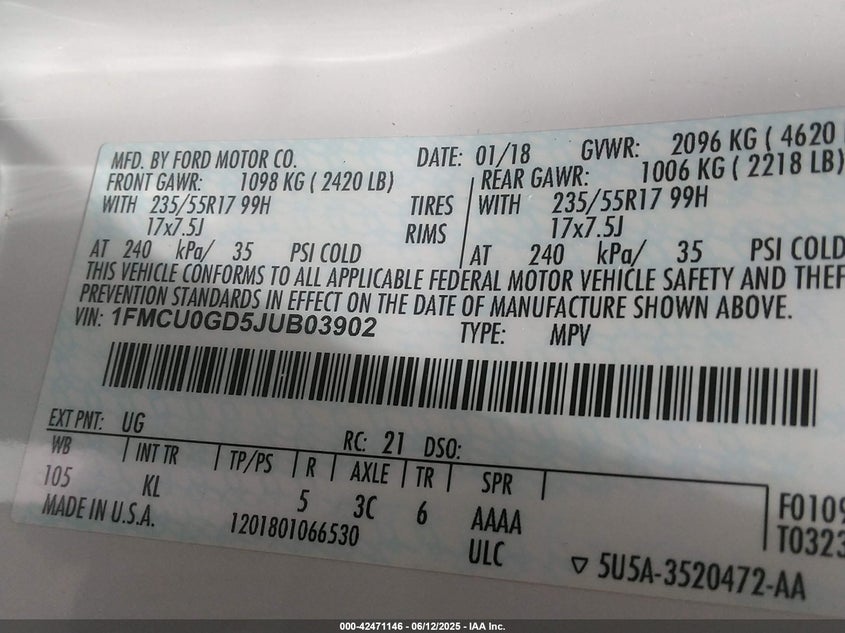 MFD. BY FORD MOTOR CO. DATE: 01/18 GVWR: 2096 KG ( 4620
FRONT GAWR: 1098 KG ( 2420 LB) REAR GAWR: 1006 KG ( 2218 LB)
WITH 235/55R17 99H TIRES WITH 235/55R17 99H
17x7.5J RIMS 17x7.5J
AT 240 kPa/ 35 PSI COLD AT 240 kPa/ 35 PSI COLD
THIS VEHICLE CONFORMS TO ALL APPLICABLE FEDERAL MOTOR VEHICLE SAFETY AND THEF
PREVENTION STANDARDS IN EFFECT ON THE DATE OF MANUFACTURE SHOWN ABOVE.
VIN: 1FMCU0GD5JUB03902 TYPE: MPV
EXT PNT: UG RC: 21 DSO:
WB INT TR TP/PS R AXLE TR SPR
105 KL 5 3C 6 AAAA F0109
MADE IN U.S.A. 1201801066530 ULC T0323
5U5A-3520472-AA
000-42471146 - 06/12/2025 - IAA Inc.